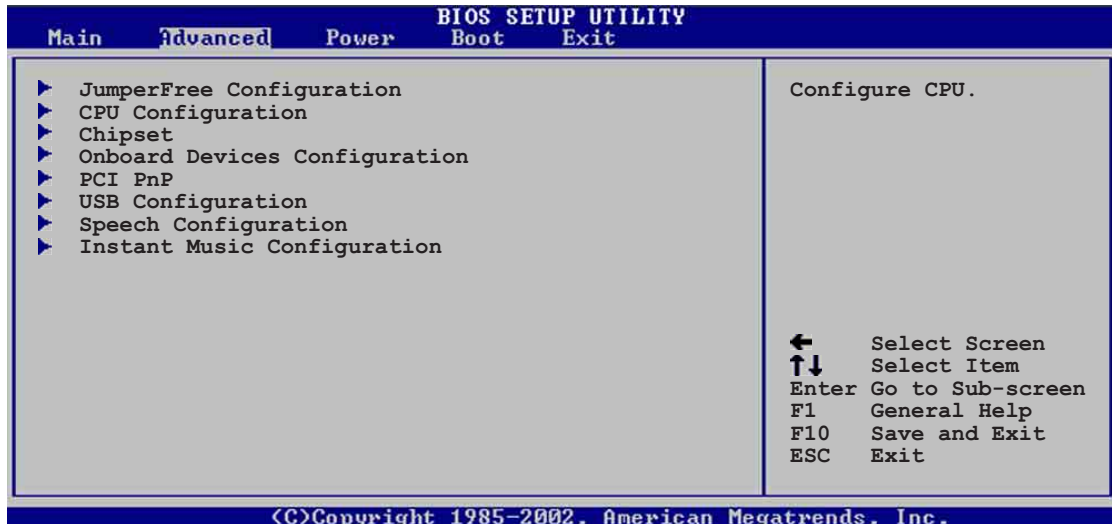 BIOS SETUP UTILITY
Main Advanced Power Boot Exit
JumperFree Configuration
CPU Configuration
Chipset
Onboard Devices Configuration
PCI PnP
USB Configuration
Speech Configuration
Instant Music Configuration
Configure CPU.
← Select Screen
↑↓ Select Item
Enter Go to Sub-screen
F1 General Help
F10 Save and Exit
ESC Exit
(C)Copyright 1985-2002, American Megatrends, Inc.